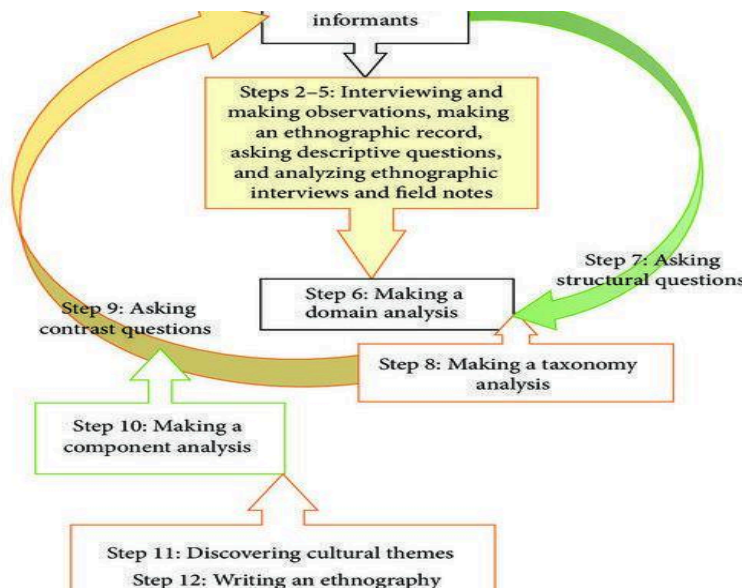 informants
Steps 2–5: Interviewing and
making observations, making
an ethnographic record,
asking descriptive questions,
and analyzing ethnographic
interviews and field notes
Step 7: Asking
structural questions
Step 6: Making a
domain analysis
Step 9: Asking
contrast questions
Step 8: Making a taxonomy
analysis
Step 10: Making a
component analysis
Step 11: Discovering cultural themes
Step 12: Writing an ethnography